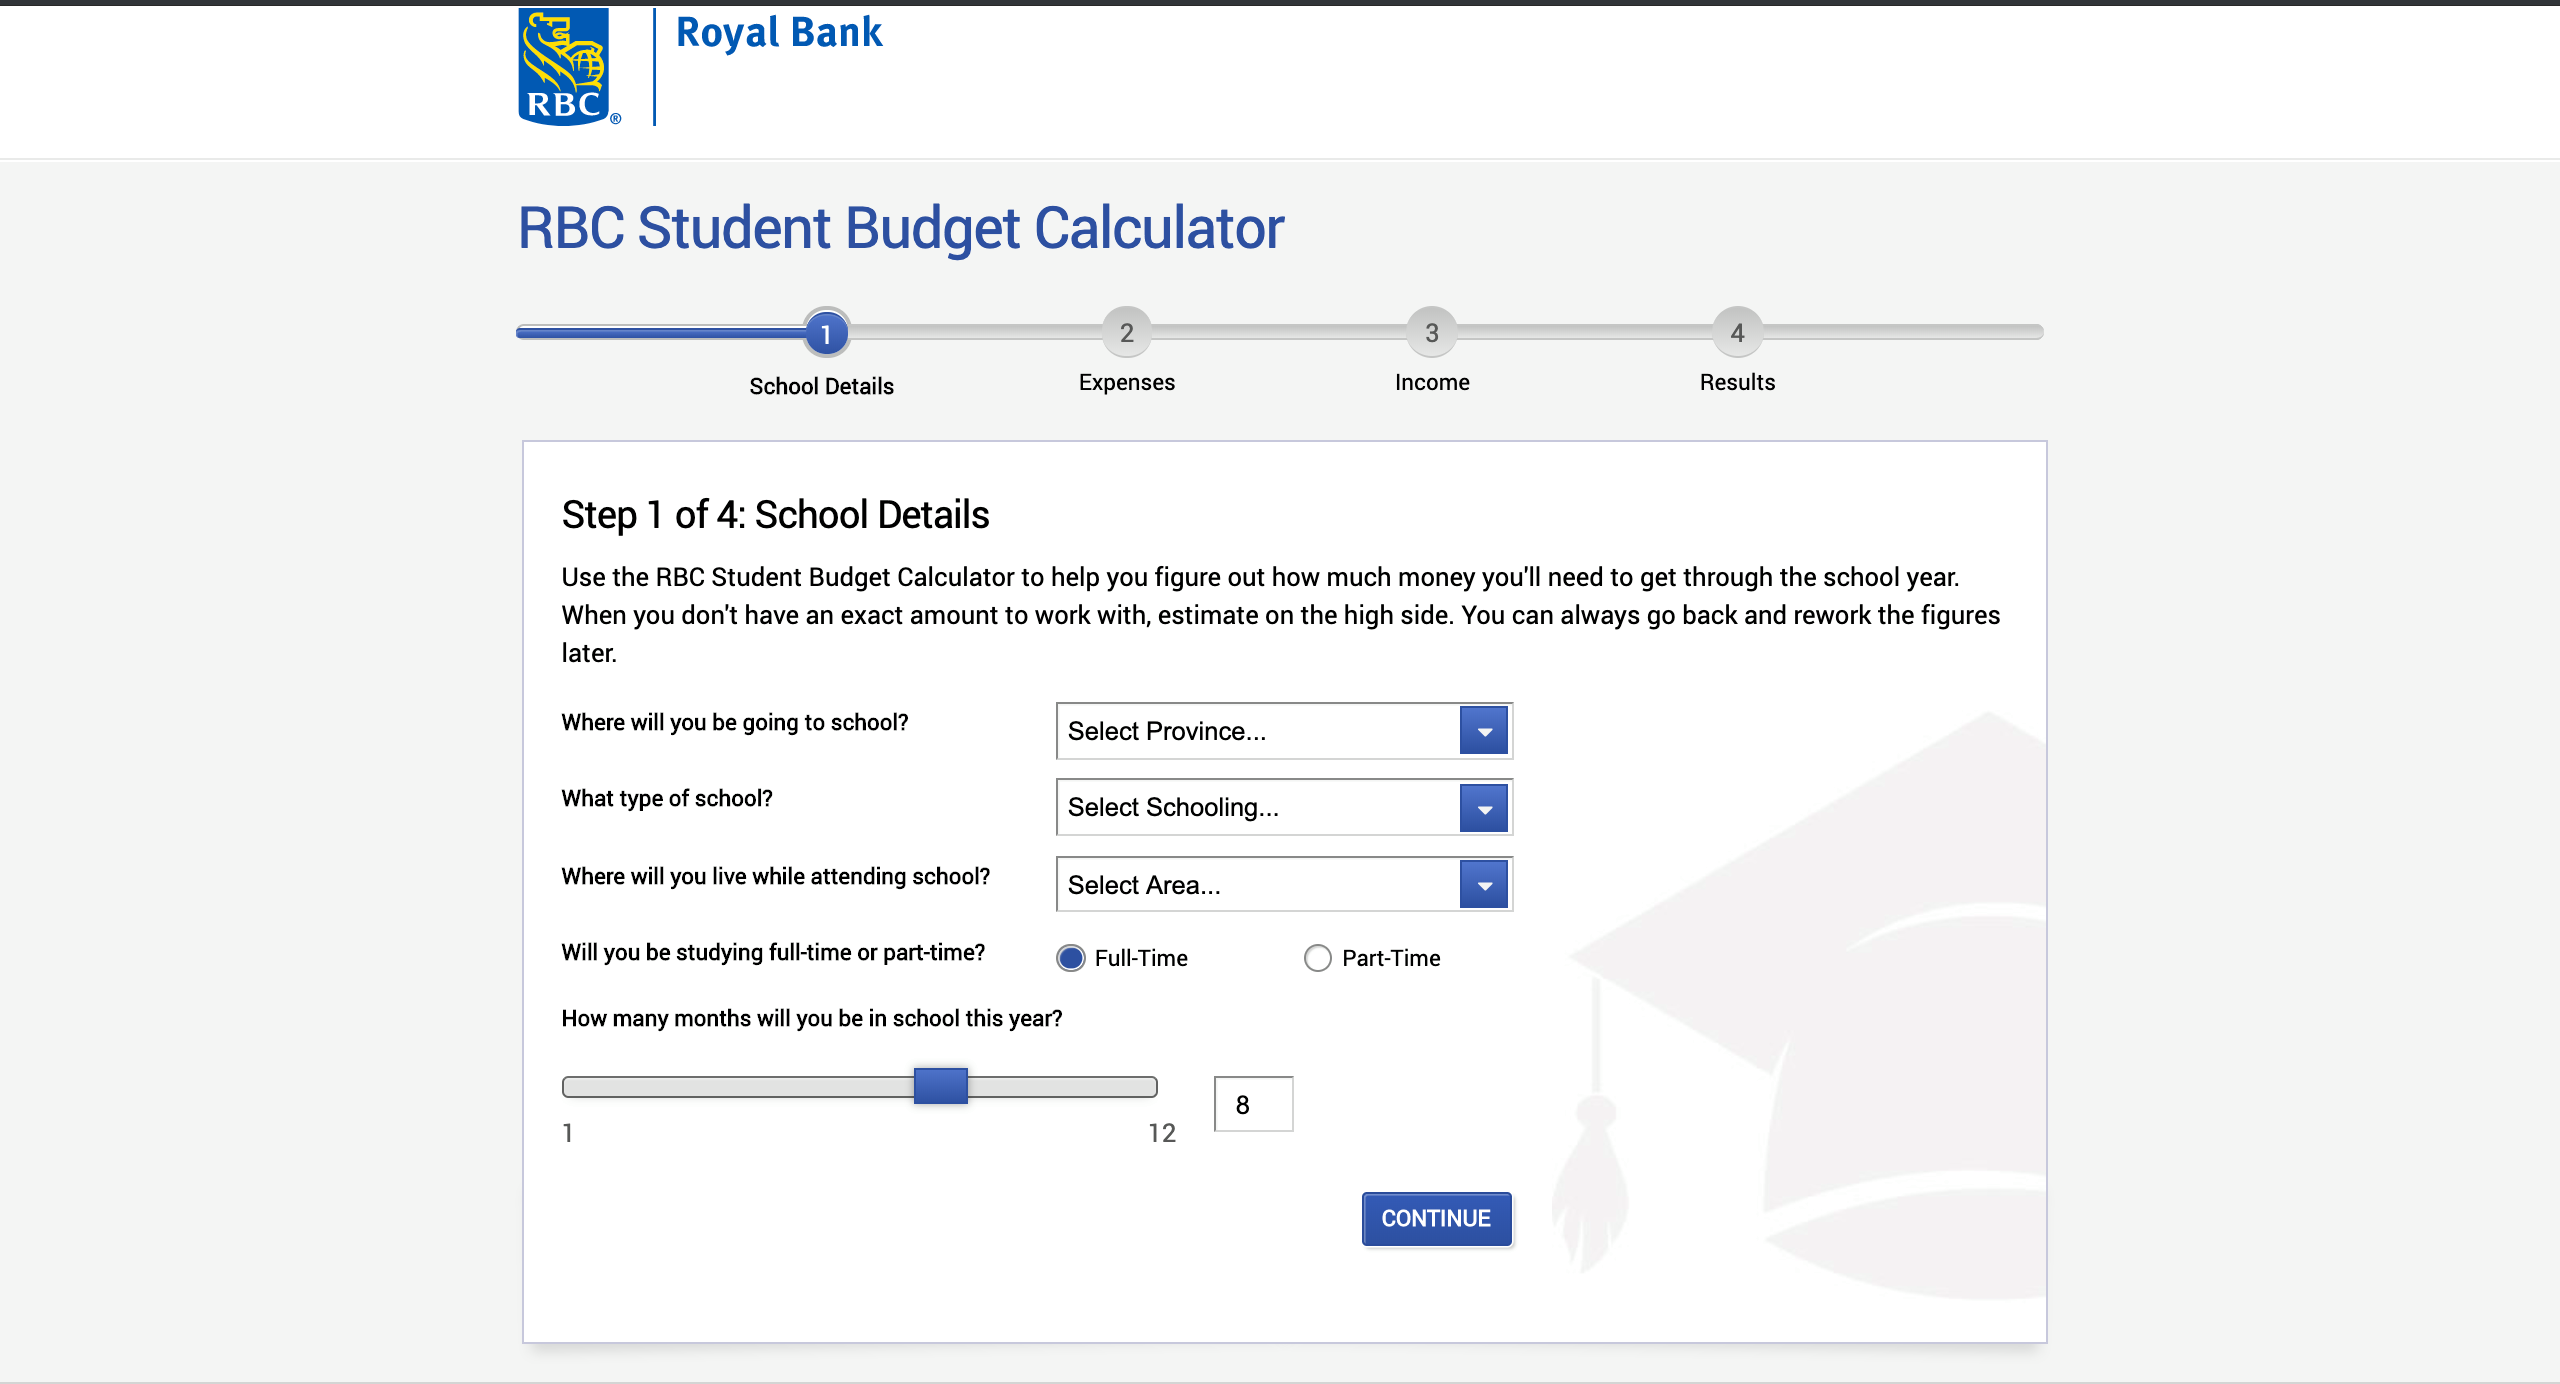 Royal Bank
RBC ®
RBC Student Budget Calculator
1
2
3
4
School Details
Expenses
Income
Results
Step 1 of 4: School Details
Use the RBC Student Budget Calculator to help you figure out how much money you'll need to get through the school year.
When you don't have an exact amount to work with, estimate on the high side. You can always go back and rework the figures
later.
Where will you be going to school?
Select Province...
What type of school?
Select Schooling...
Where will you live while attending school?
Select Area...
Will you be studying full-time or part-time?
Full-Time
Part-Time
How many months will you be in school this year?
8
1
12
CONTINUE